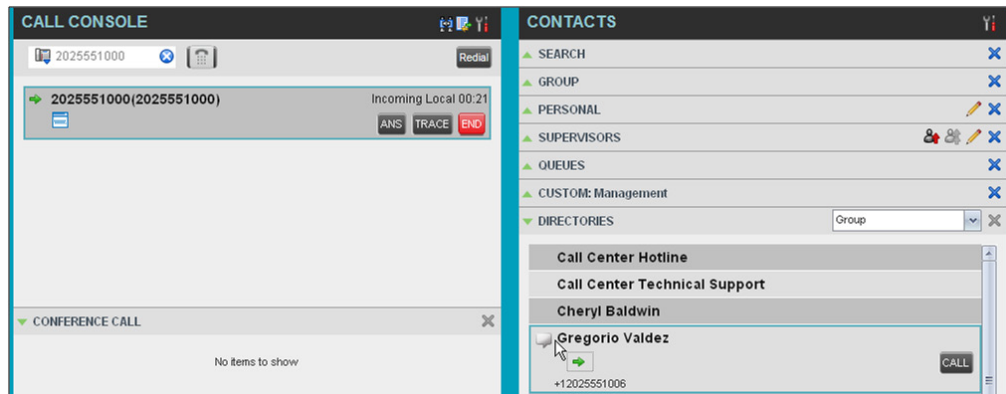 CALL CONSOLE
2025551000
Redial
2025551000(2025551000)
Incoming Local 00:21
ANS
TRACE
END
CONFERENCE CALL
No items to show
CONTACTS
SEARCH
GROUP
PERSONAL
SUPERVISORS
QUEUES
CUSTOM: Management
DIRECTORIES
Group
Call Center Hotline
Call Center Technical Support
Cheryl Baldwin
Gregorio Valdez
CALL
+12025551006